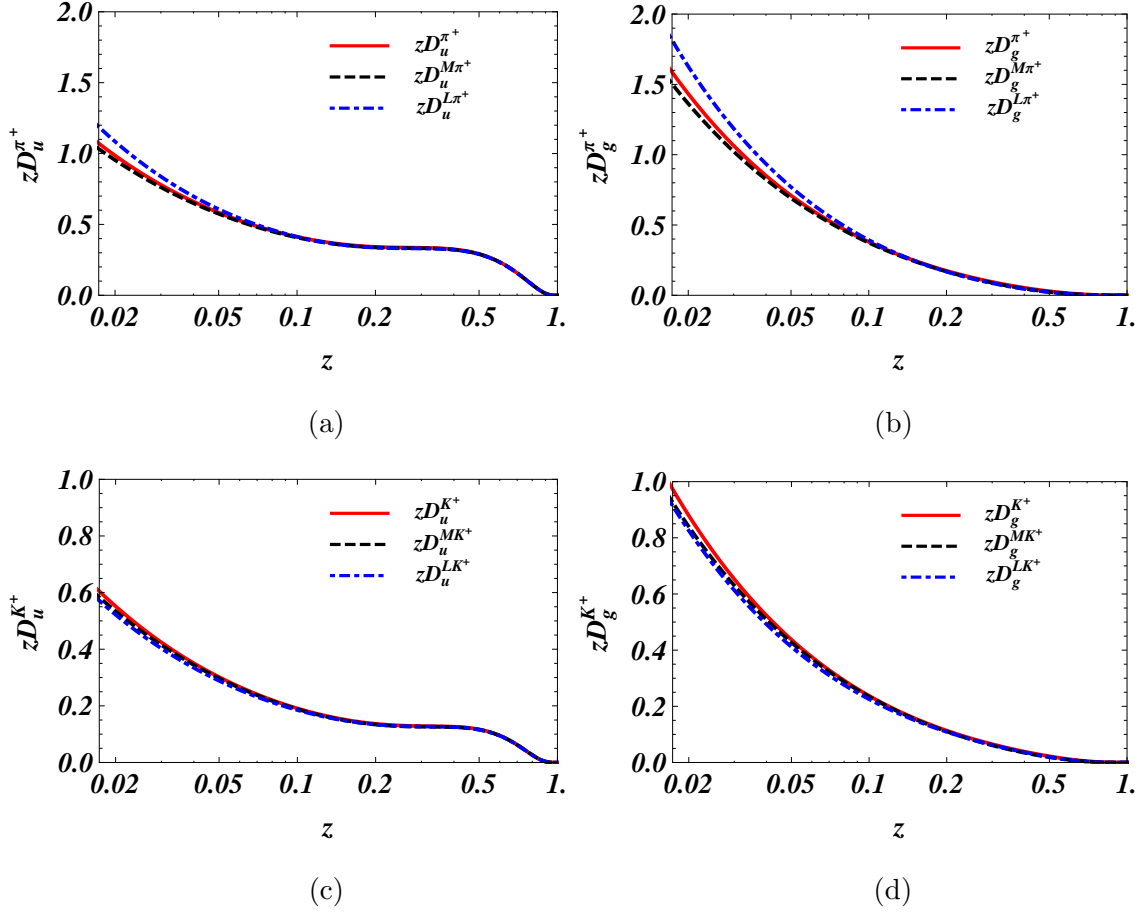 2.0
1.5
1.0
0.5
0.0
zD_u^{π^+}
zD_u^{π^+}
zD_u^{Mπ^+}
zD_u^{Lπ^+}
0.02 0.05 0.1 0.2 0.5 1.
z
(a)
2.0
1.5
1.0
0.5
0.0
zD_g^{π^+}
zD_g^{π^+}
zD_g^{Mπ^+}
zD_g^{Lπ^+}
0.02 0.05 0.1 0.2 0.5 1.
z
(b)
1.0
0.8
0.6
0.4
0.2
0.0
zD_u^{K^+}
zD_u^{K^+}
zD_u^{MK^+}
zD_u^{LK^+}
0.02 0.05 0.1 0.2 0.5 1.
z
(c)
1.0
0.8
0.6
0.4
0.2
0.0
zD_g^{K^+}
zD_g^{K^+}
zD_g^{MK^+}
zD_g^{LK^+}
0.02 0.05 0.1 0.2 0.5 1.
z
(d)